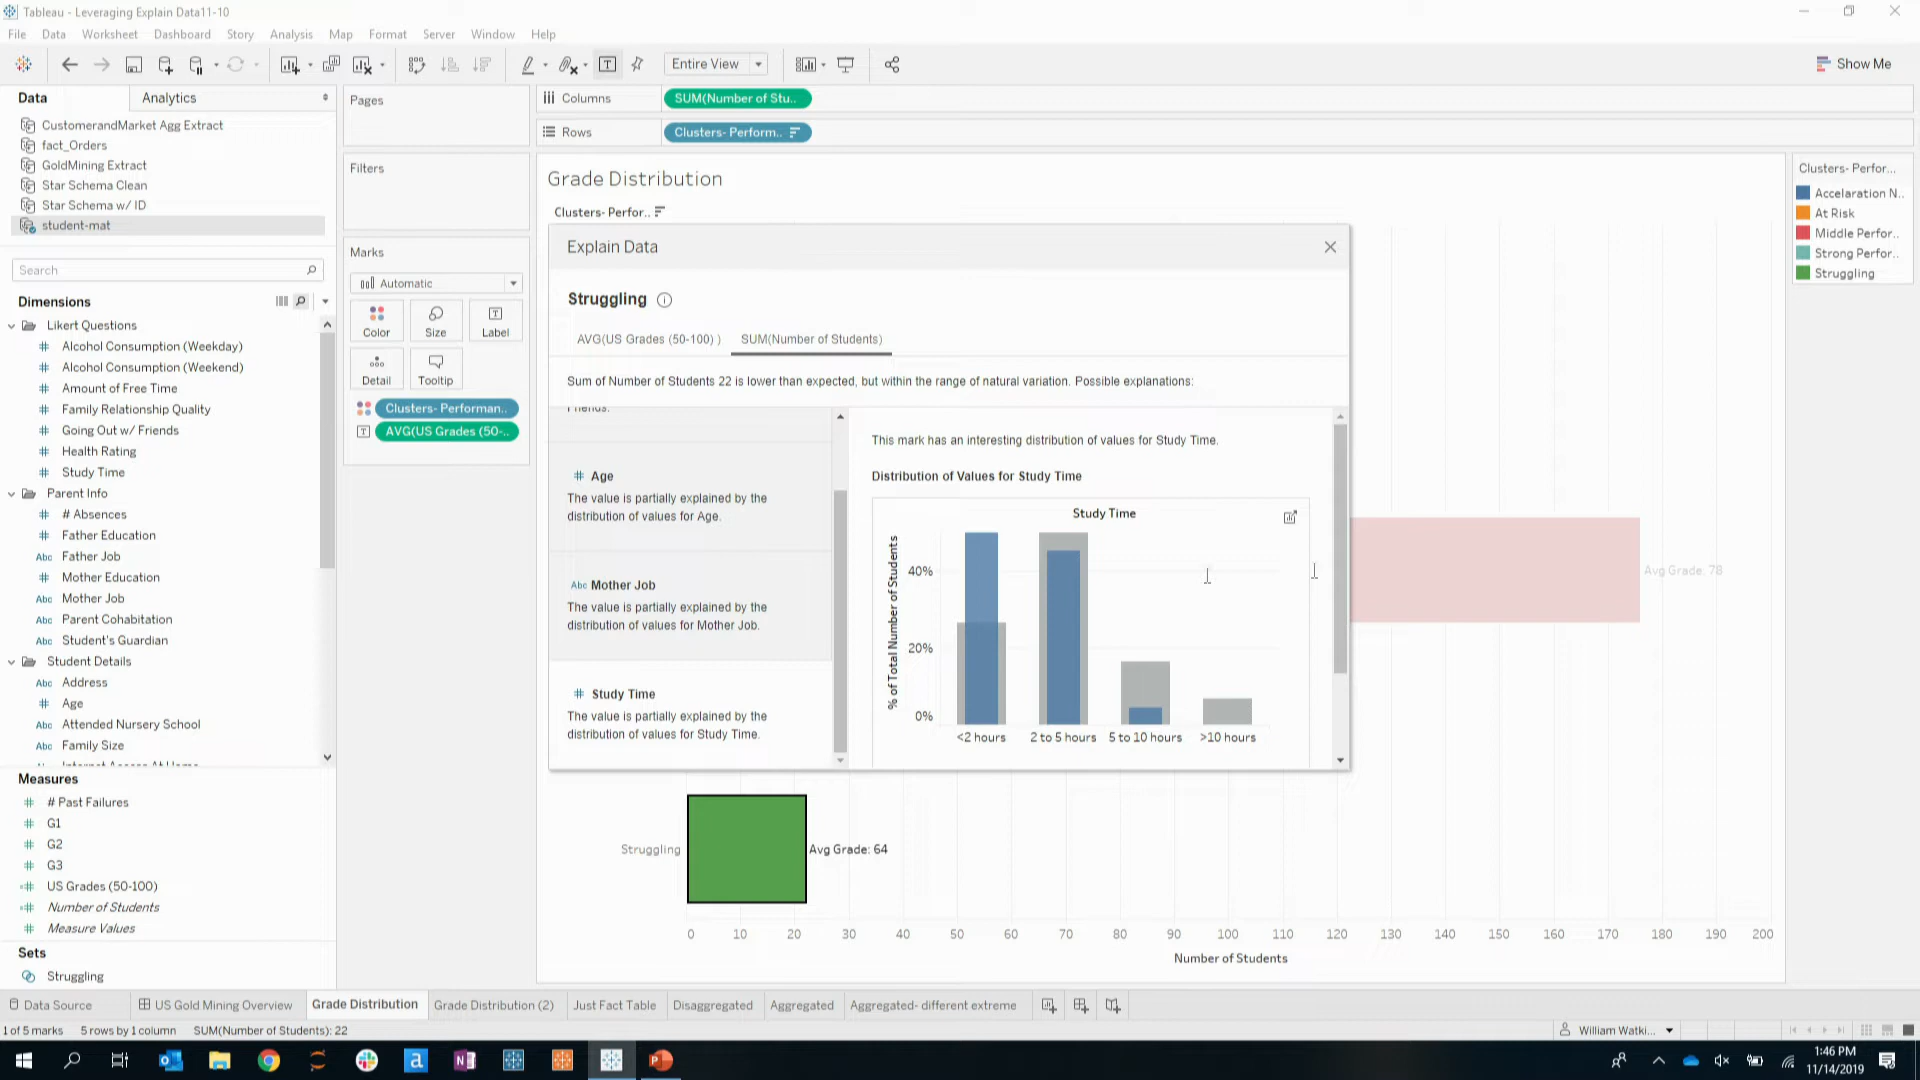 Tableau - Leveraging Explain Data11-10
File Data Worksheet Dashboard Story Analysis Map Format Server Window Help
Entire View
Show Me
Data
Analytics
CustomerandMarket Agg Extract
fact_Orders
GoldMining Extract
Star Schema Clean
Star Schema w/ ID
student-mat
Search
Dimensions
Likert Questions
Alcohol Consumption (Weekday)
Alcohol Consumption (Weekend)
Amount of Free Time
Family Relationship Quality
Going Out w/ Friends
Health Rating
Study Time
Parent Info
# Absences
Father Education
Abc Father Job
Mother Education
Abc Mother Job
Abc Parent Cohabitation
Abc Student's Guardian
Student Details
Abc Address
Age
Abc Attended Nursery School
Abc Family Size
Internet Access At Home
Measures
# Past Failures
G1
G2
G3
US Grades (50-100)
Number of Students
Measure Values
Sets
Struggling
Pages
Filters
Marks
Automatic
Color
Size
Label
Detail
Tooltip
Clusters- Performan..
AVG(US Grades (50-..
Columns
SUM(Number of Stu..
Rows
Clusters- Perform..
Grade Distribution
Clusters- Perfor..
Explain Data
Struggling
AVG(US Grades (50-100) )
SUM(Number of Students)
Sum of Number of Students 22 is lower than expected, but within the range of natural variation. Possible explanations:
Friends.
# Age
The value is partially explained by the
distribution of values for Age.
Abc Mother Job
The value is partially explained by the
distribution of values for Mother Job.
# Study Time
The value is partially explained by the
distribution of values for Study Time.
This mark has an interesting distribution of values for Study Time.
Distribution of Values for Study Time
Study Time
% of Total Number of Students
40%
20%
0%
<2 hours
2 to 5 hours
5 to 10 hours
>10 hours
Avg Grade: 78
Struggling
Avg Grade: 64
0 10 20 30 40 50 60 70 80 90 100 110 120 130 140 150 160 170 180 190 200
Number of Students
Clusters- Perfor...
Accelaration N..
At Risk
Middle Perfor..
Strong Perfor..
Struggling
Data Source
US Gold Mining Overview
Grade Distribution
Grade Distribution (2)
Just Fact Table
Disaggregated
Aggregated
Aggregated- different extreme
1 of 5 marks
5 rows by 1 column
SUM(Number of Students): 22
William Watki...
1:46 PM
11/14/2019